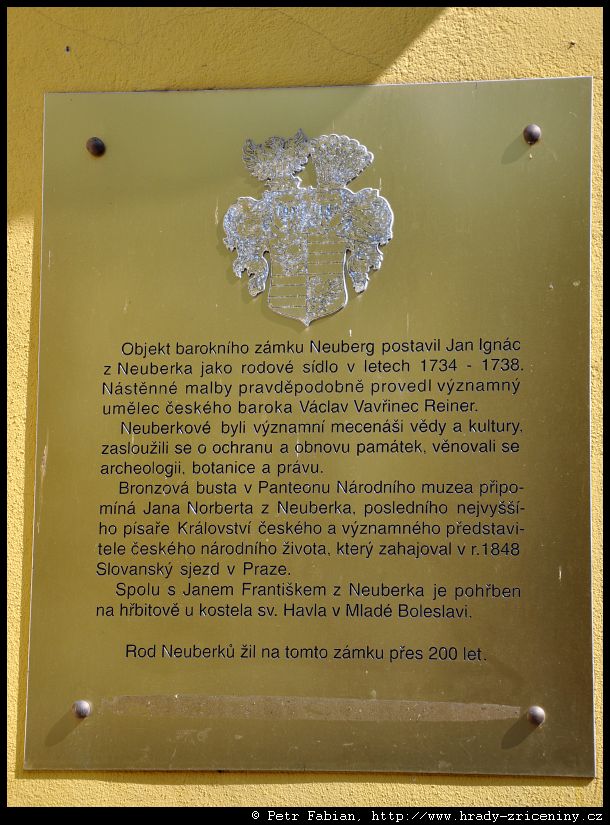 Objekt barokního zámku Neuberg postavil Jan Ignác
z Neuberka jako rodové sídlo v letech 1734 - 1738.
Nástěnné malby pravděpodobně provedl významný
umělec českého baroka Václav Vavřinec Reiner.
Neuberkové byli významní mecenáši vědy a kultury,
zasloužili se o ochranu a obnovu památek, věnovali se
archeologii, botanice a právu.
Bronzová busta v Panteonu Národního muzea připo-
míná Jana Norberta z Neuberka, posledního nejvyšší-
ho písaře Království českého a významného představi-
tele českého národního života, který zahajoval v r.1848
Slovanský sjezd v Praze.
Spolu s Janem Františkem z Neuberka je pohřben
na hřbitově u kostela sv. Havla v Mladé Boleslavi.
Rod Neuberků žil na tomto zámku přes 200 let.
© Petr Fabian, http://www.hrady-zriceniny.cz